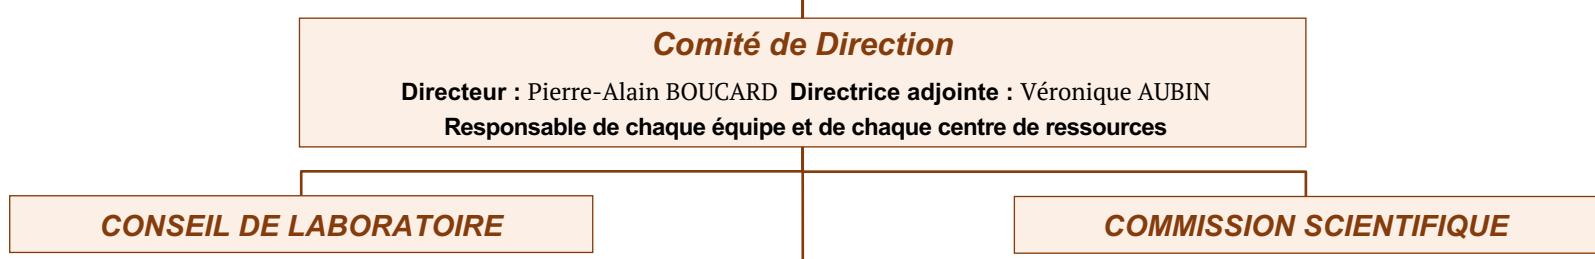 Comité de Direction
Directeur : Pierre-Alain BOUCARD Directrice adjointe : Véronique AUBIN
Responsable de chaque équipe et de chaque centre de ressources
CONSEIL DE LABORATOIRE
COMMISSION SCIENTIFIQUE